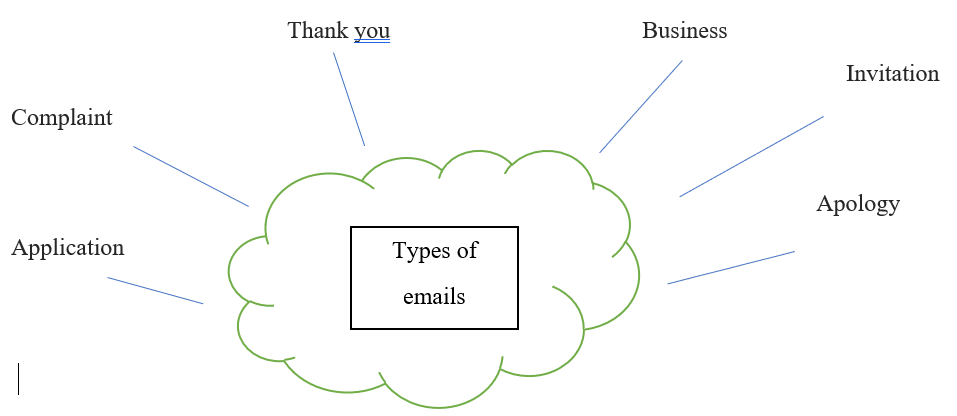 Thank you
Business
Invitation
Complaint
Apology
Application
Types of
emails